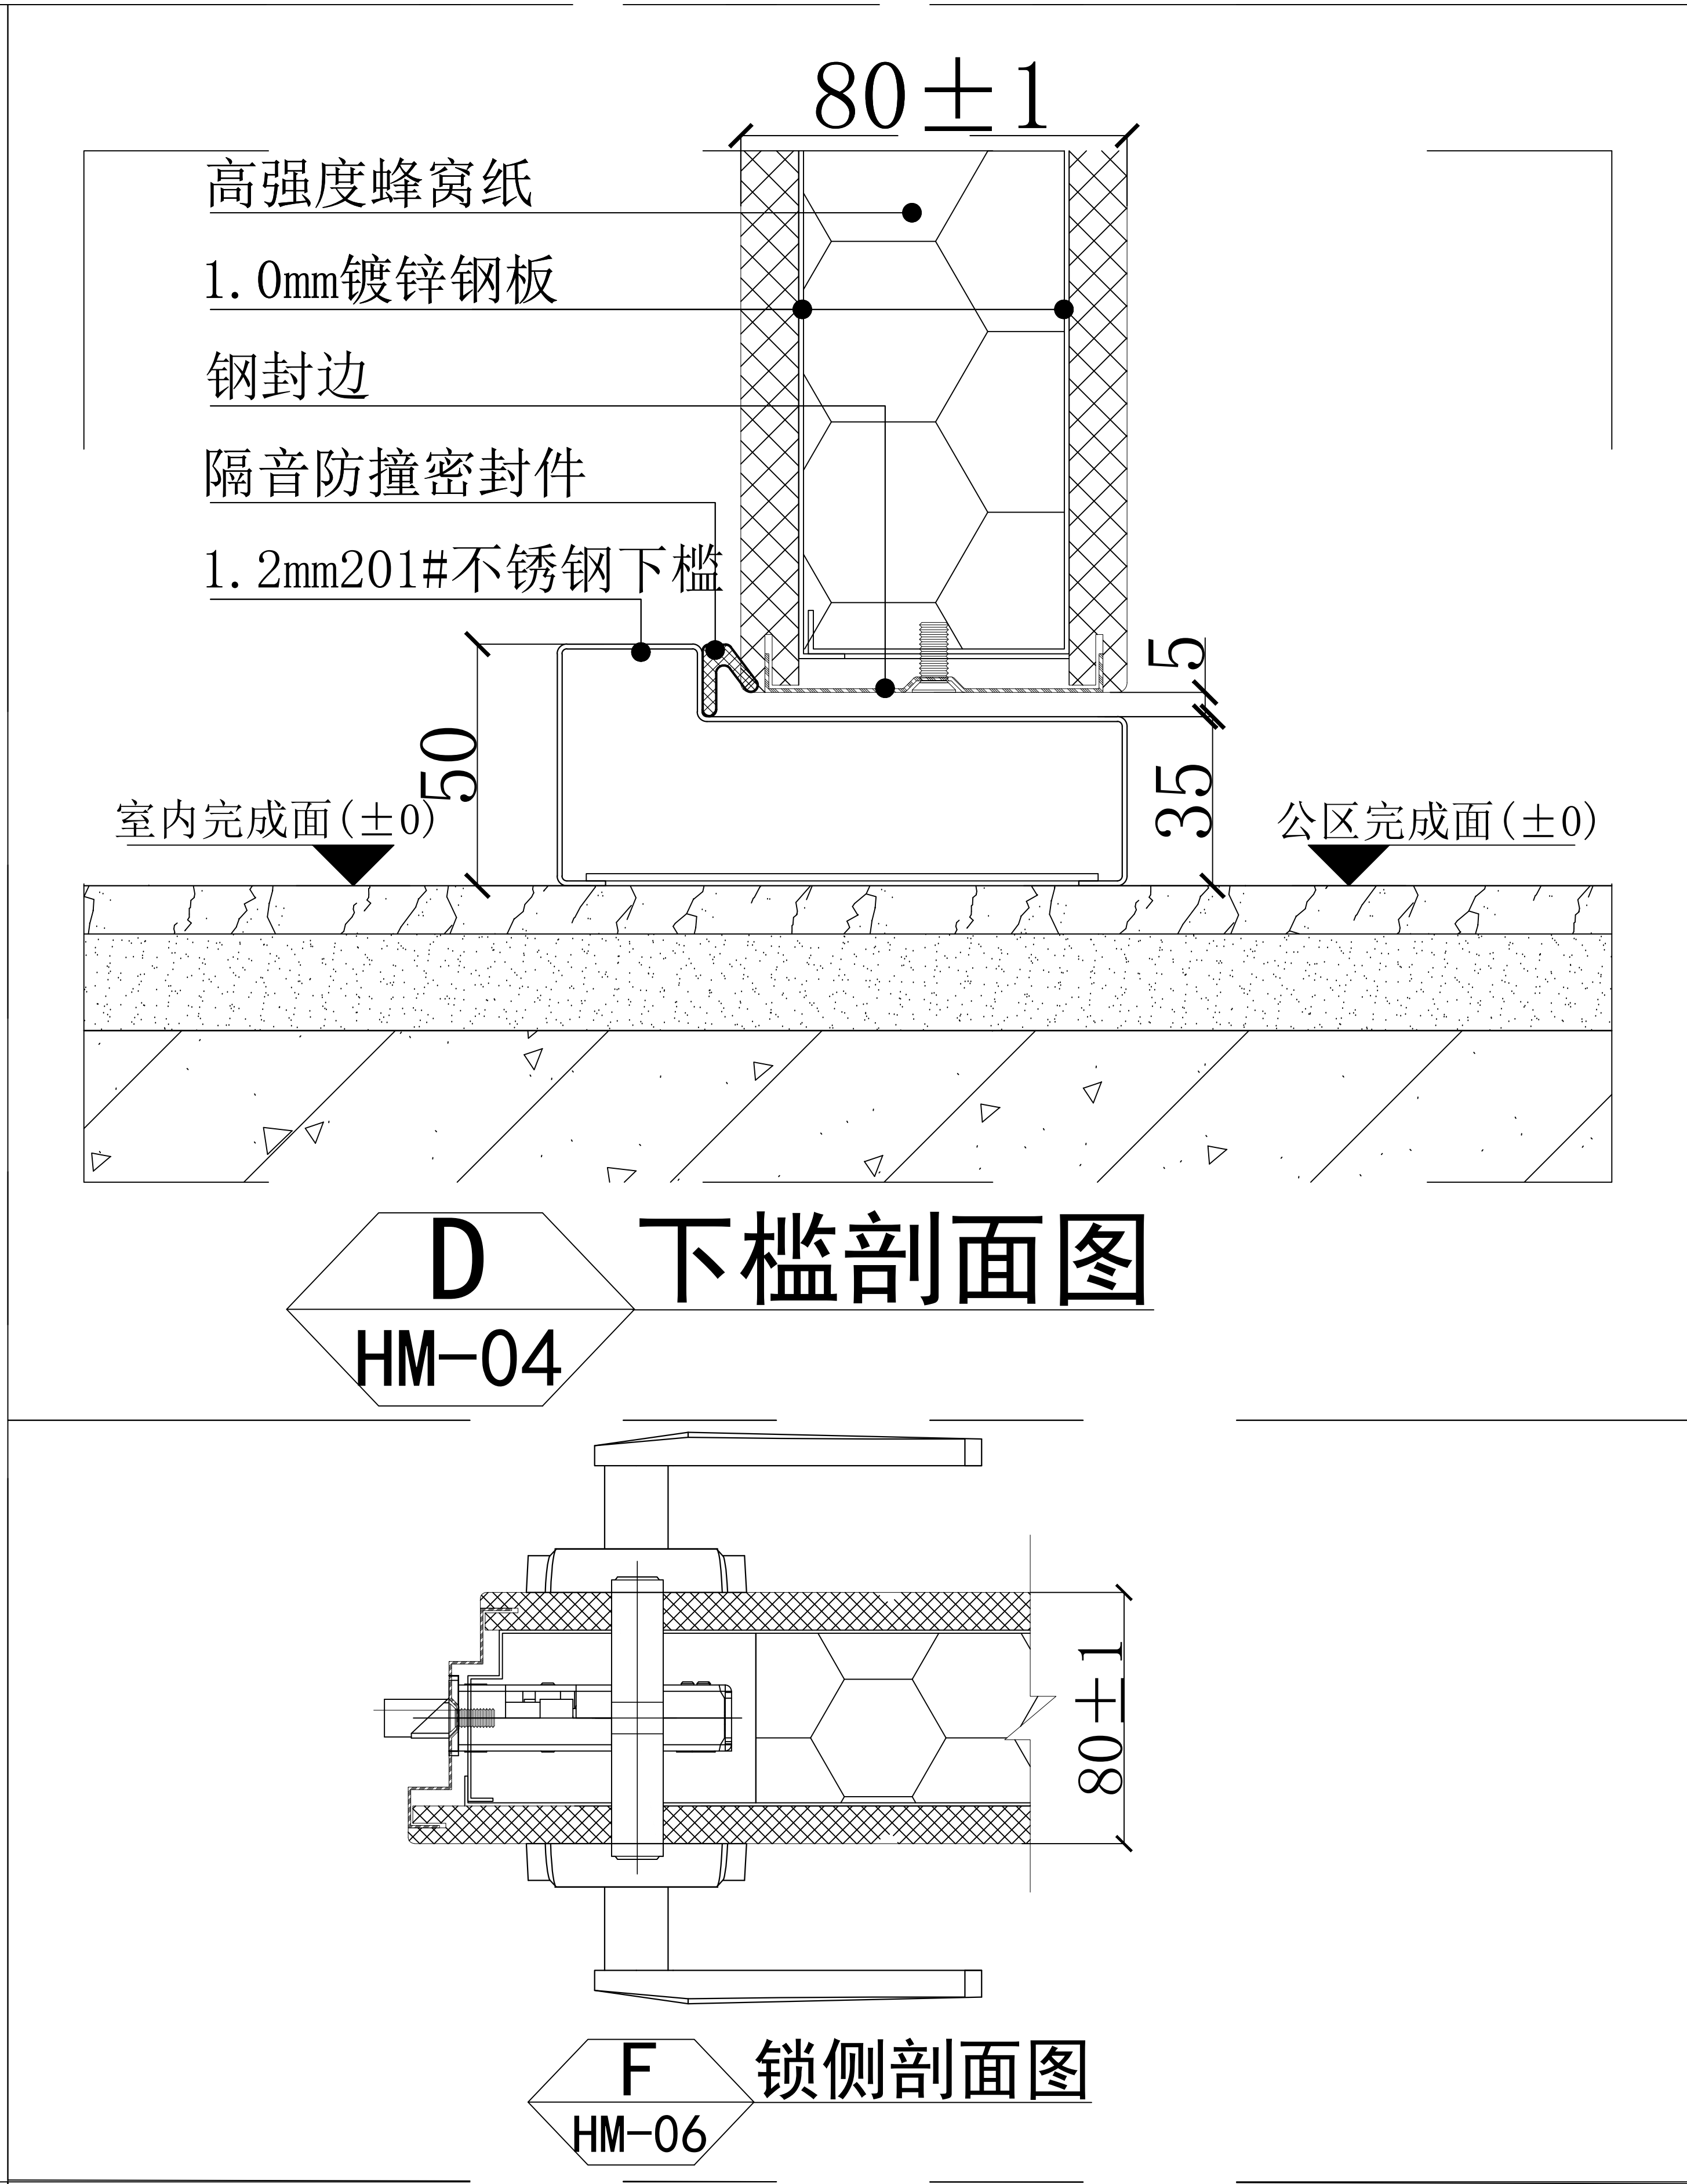 80±1
高强度蜂窝纸
1.0mm镀锌钢板
钢封边
隔音防撞密封件
1.2mm201#不锈钢下槛
5
50
35
室内完成面(±0)
公区完成面(±0)
D
下槛剖面图
HM-04
80±1
F
锁侧剖面图
HM-06